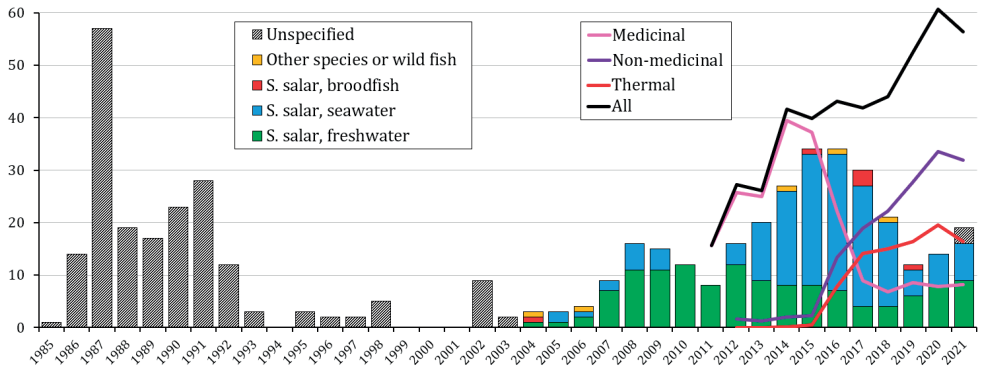 60
50
40
30
20
10
0
Unspecified
Other species or wild fish
S. salar, broodfish
S. salar, seawater
S. salar, freshwater
Medicinal
Non-medicinal
Thermal
All
1985 1986 1987 1988 1989 1990 1991 1992 1993 1994 1995 1996 1997 1998 1999 2000 2001 2002 2003 2004 2005 2006 2007 2008 2009 2010 2011 2012 2013 2014 2015 2016 2017 2018 2019 2020 2021